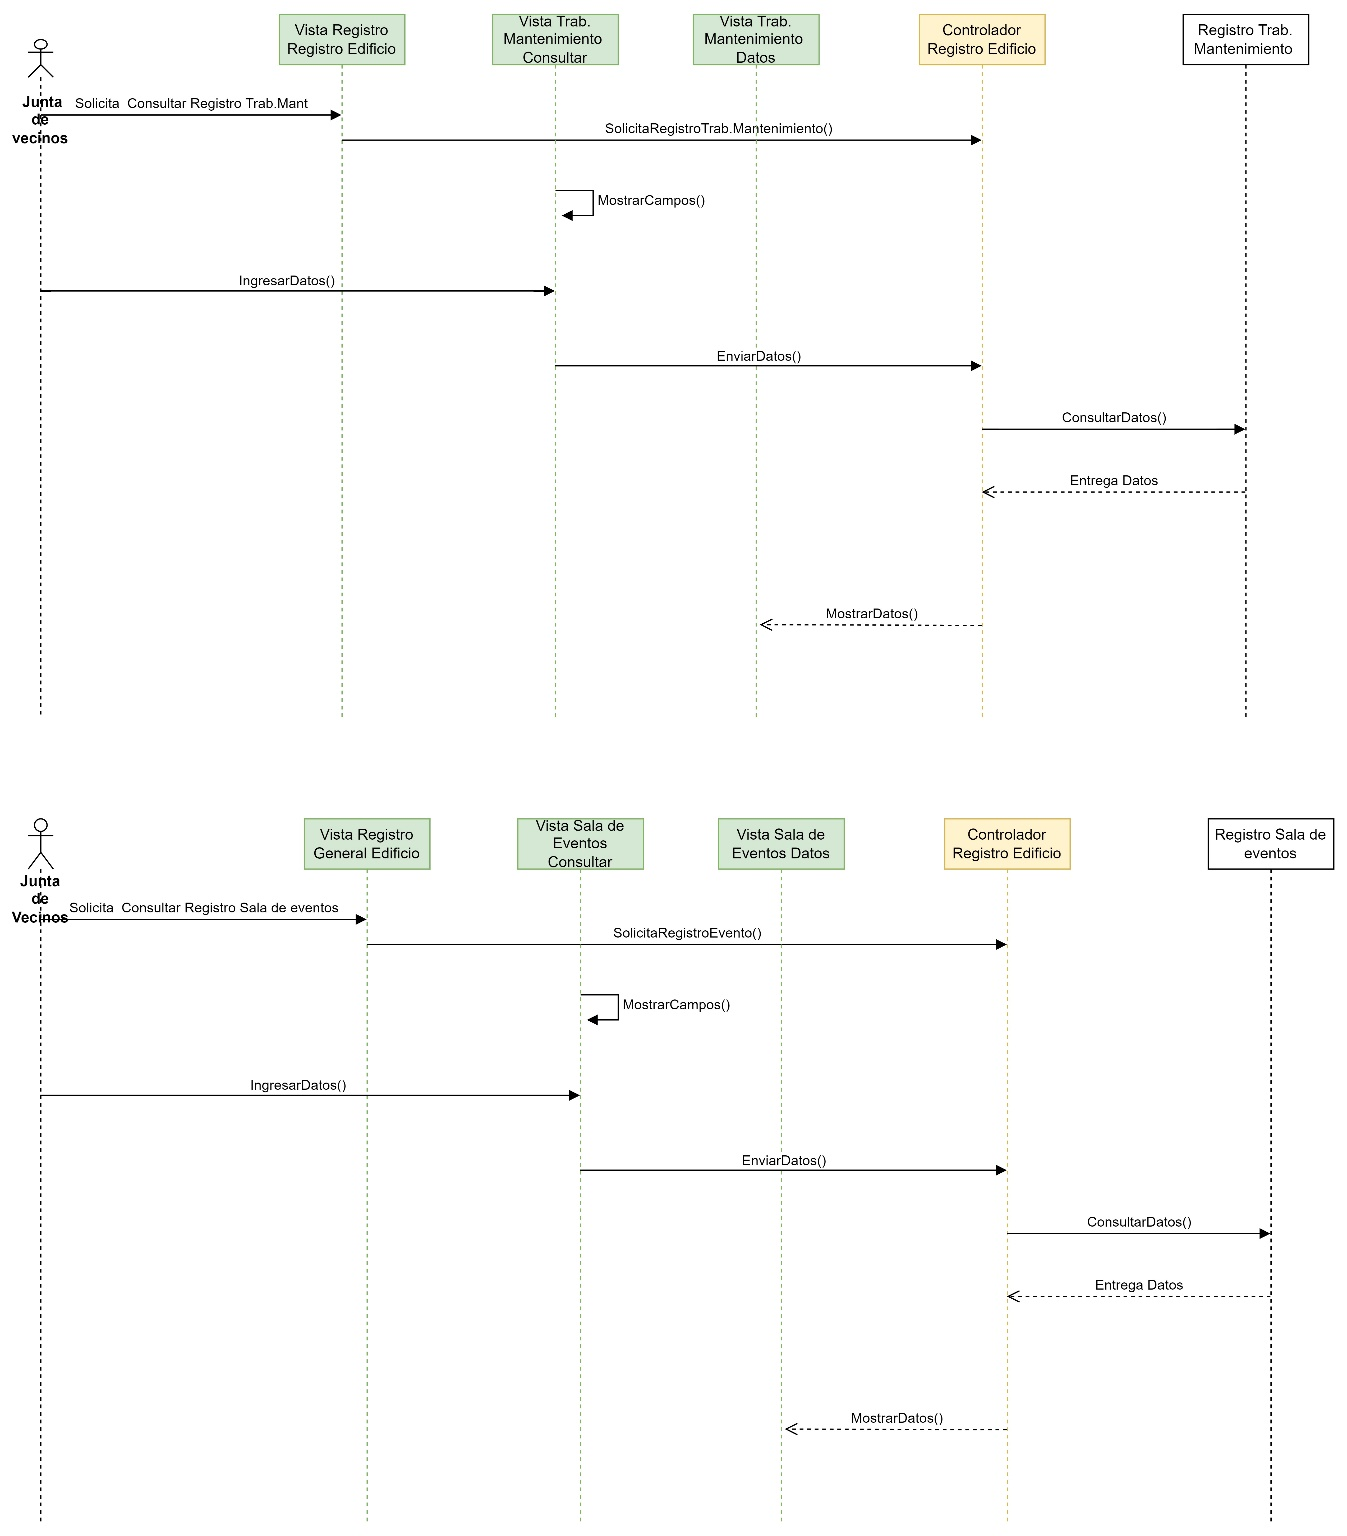 Vista Registro
Registro Edificio
Vista Trab.
Mantenimiento
Consultar
Vista Trab.
Mantenimiento
Datos
Controlador
Registro Edificio
Registro Trab.
Mantenimiento
Junta
de
vecinos
Solicita  Consultar Registro Trab.Mant
SolicitaRegistroTrab.Mantenimiento()
MostrarCampos()
IngresarDatos()
EnviarDatos()
ConsultarDatos()
Entrega Datos
MostrarDatos()
Vista Registro
General Edificio
Vista Sala de
Eventos
Consultar
Vista Sala de
Eventos Datos
Controlador
Registro Edificio
Registro Sala de
eventos
Junta
de
Vecinos
Solicita  Consultar Registro Sala de eventos
SolicitaRegistroEvento()
MostrarCampos()
IngresarDatos()
EnviarDatos()
ConsultarDatos()
Entrega Datos
MostrarDatos()